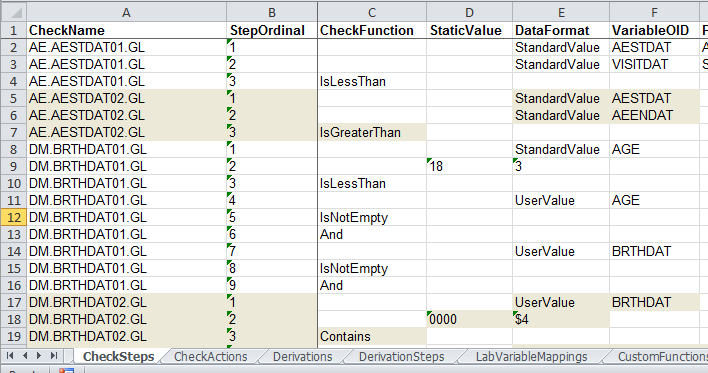 A B C D E F
1 CheckName StepOrdinal CheckFunction StaticValue DataFormat VariableOID
2 AE.AESTDAT01.GL 1 StandardValue AESTDAT
3 AE.AESTDAT01.GL 2 StandardValue VISITDAT
4 AE.AESTDAT01.GL 3 IsLessThan
5 AE.AESTDAT02.GL 1 StandardValue AESTDAT
6 AE.AESTDAT02.GL 2 StandardValue AEENDAT
7 AE.AESTDAT02.GL 3 IsGreaterThan
8 DM.BRTHDAT01.GL 1 StandardValue AGE
9 DM.BRTHDAT01.GL 2 18 3
10 DM.BRTHDAT01.GL 3 IsLessThan
11 DM.BRTHDAT01.GL 4 UserValue AGE
12 DM.BRTHDAT01.GL 5 IsNotEmpty
13 DM.BRTHDAT01.GL 6 And
14 DM.BRTHDAT01.GL 7 UserValue BRTHDAT
15 DM.BRTHDAT01.GL 8 IsNotEmpty
16 DM.BRTHDAT01.GL 9 And
17 DM.BRTHDAT02.GL 1 UserValue BRTHDAT
18 DM.BRTHDAT02.GL 2 0000 $4
19 DM.BRTHDAT02.GL 3 Contains
CheckSteps CheckActions Derivations DerivationSteps LabVariableMappings CustomFunctions